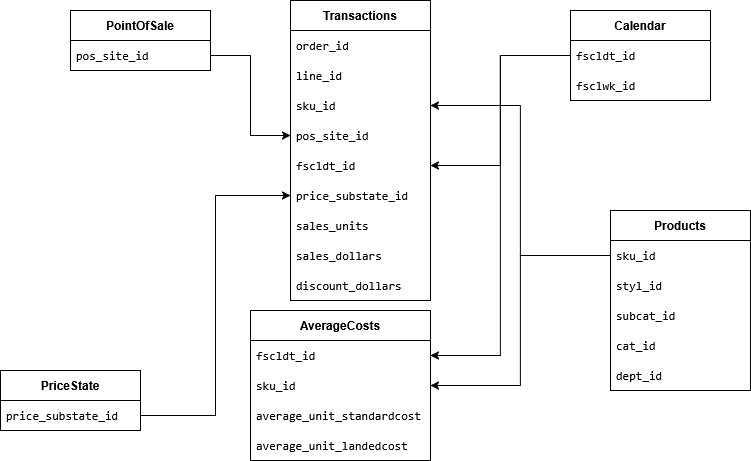 PointOfSale
pos_site_id
Transactions
order_id
line_id
sku_id
pos_site_id
fscldt_id
price_substate_id
sales_units
sales_dollars
discount_dollars
Calendar
fscldt_id
fsclwk_id
Products
sku_id
styl_id
subcat_id
cat_id
dept_id
AverageCosts
fscldt_id
sku_id
average_unit_standardcost
average_unit_landedcost
PriceState
price_substate_id